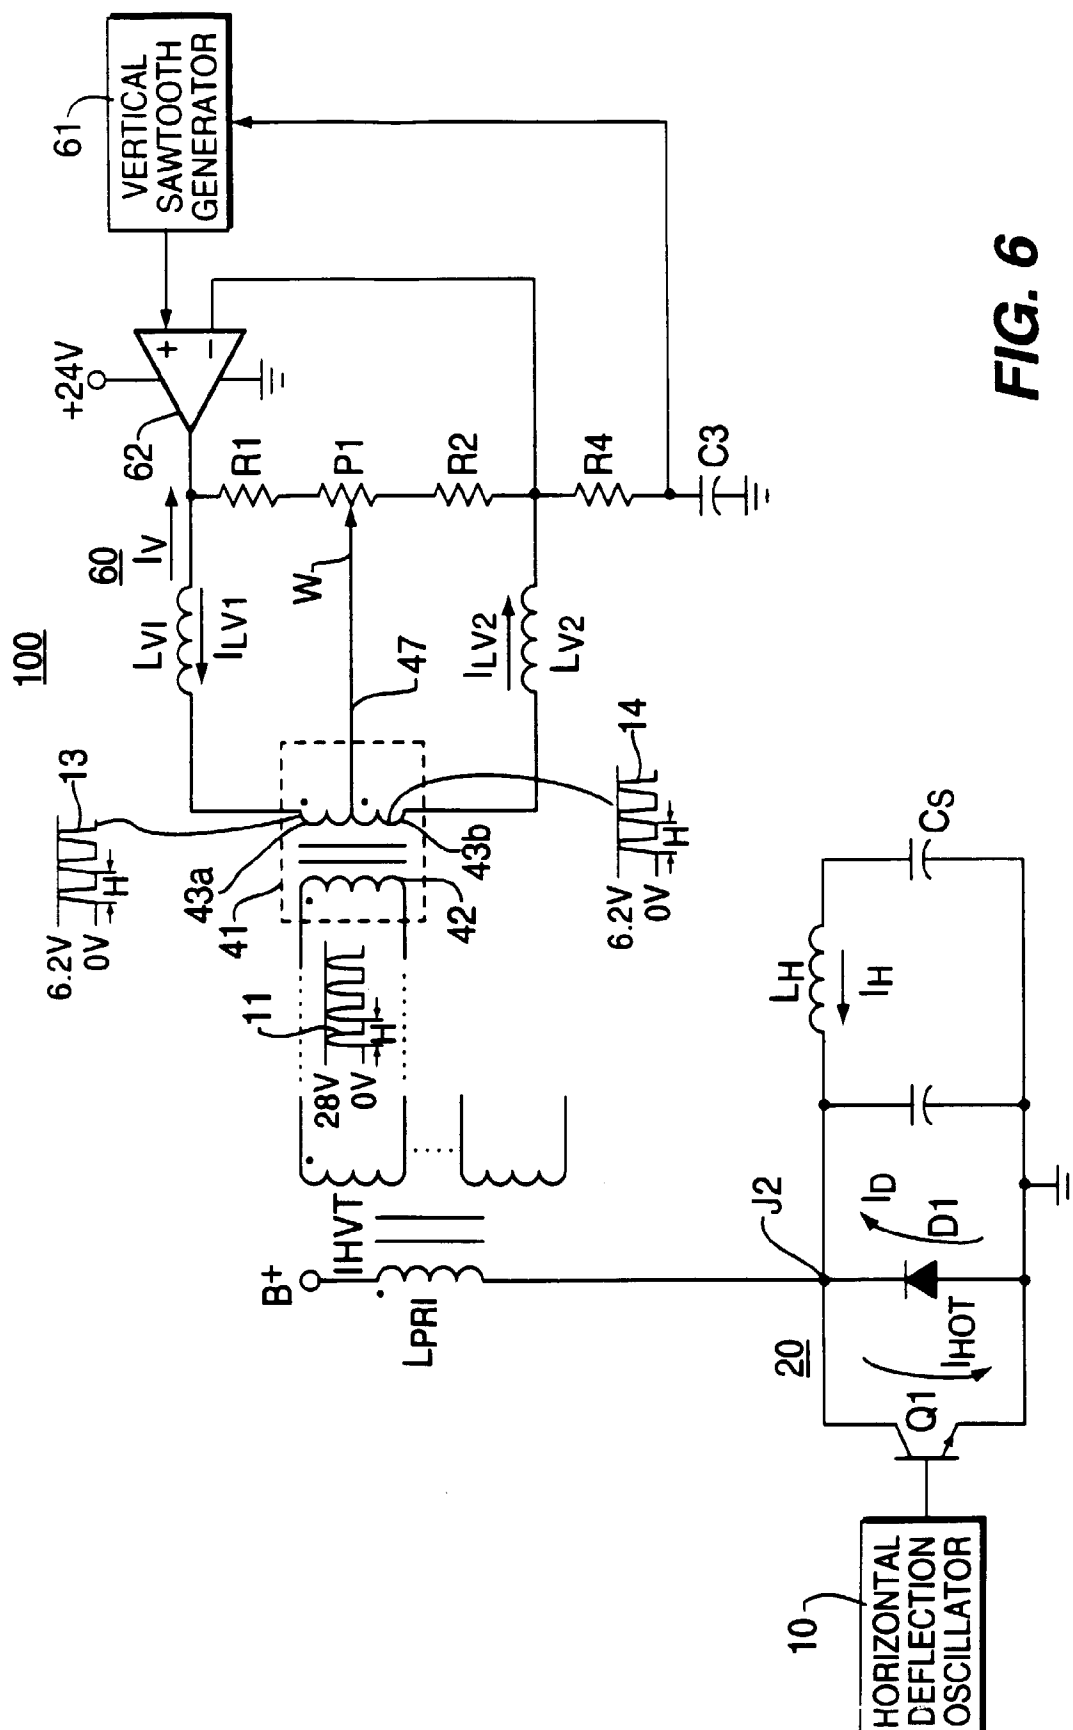 100
61
VERTICAL
SAWTOOTH
GENERATOR
+24V
+
−
62
60
IV
LV1
ILV1
R1
P1
W
R2
R4
C3
47
ILV2
LV2
13
6.2V
0V
H
43a
41
43b
42
14
6.2V
0V
H
11
28V
0V
H
IHVT
B+
LPRI
J2
20
IHOT
ID
D1
Q1
LH
IH
CS
10
HORIZONTAL
DEFLECTION
OSCILLATOR
FIG. 6